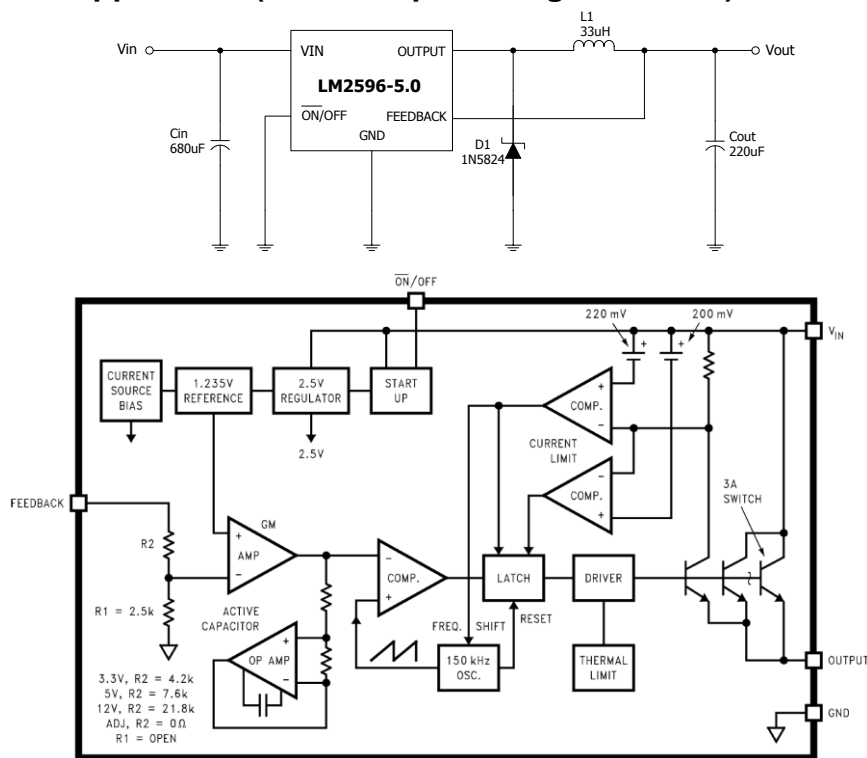 L1
33uH
Vin
VIN
OUTPUT
Vout
LM2596-5.0
ON/OFF
FEEDBACK
GND
Cin
680uF
D1
1N5824
Cout
220uF
ON/OFF
220 mV
200 mV
+
+
VIN
CURRENT
SOURCE
BIAS
1.235V
REFERENCE
2.5V
REGULATOR
START
UP
2.5V
+
COMP.
−
CURRENT
LIMIT
−
COMP.
+
3A
SWITCH
FEEDBACK
R2
GM
+
AMP
−
−
COMP.
+
LATCH
DRIVER
R1 = 2.5k
ACTIVE
CAPACITOR
+
OP AMP
−
FREQ. SHIFT
RESET
150 kHz
OSC.
THERMAL
LIMIT
OUTPUT
3.3V, R2 = 4.2k
5V, R2 = 7.6k
12V, R2 = 21.8k
ADJ, R2 = 0Ω
R1 = OPEN
GND